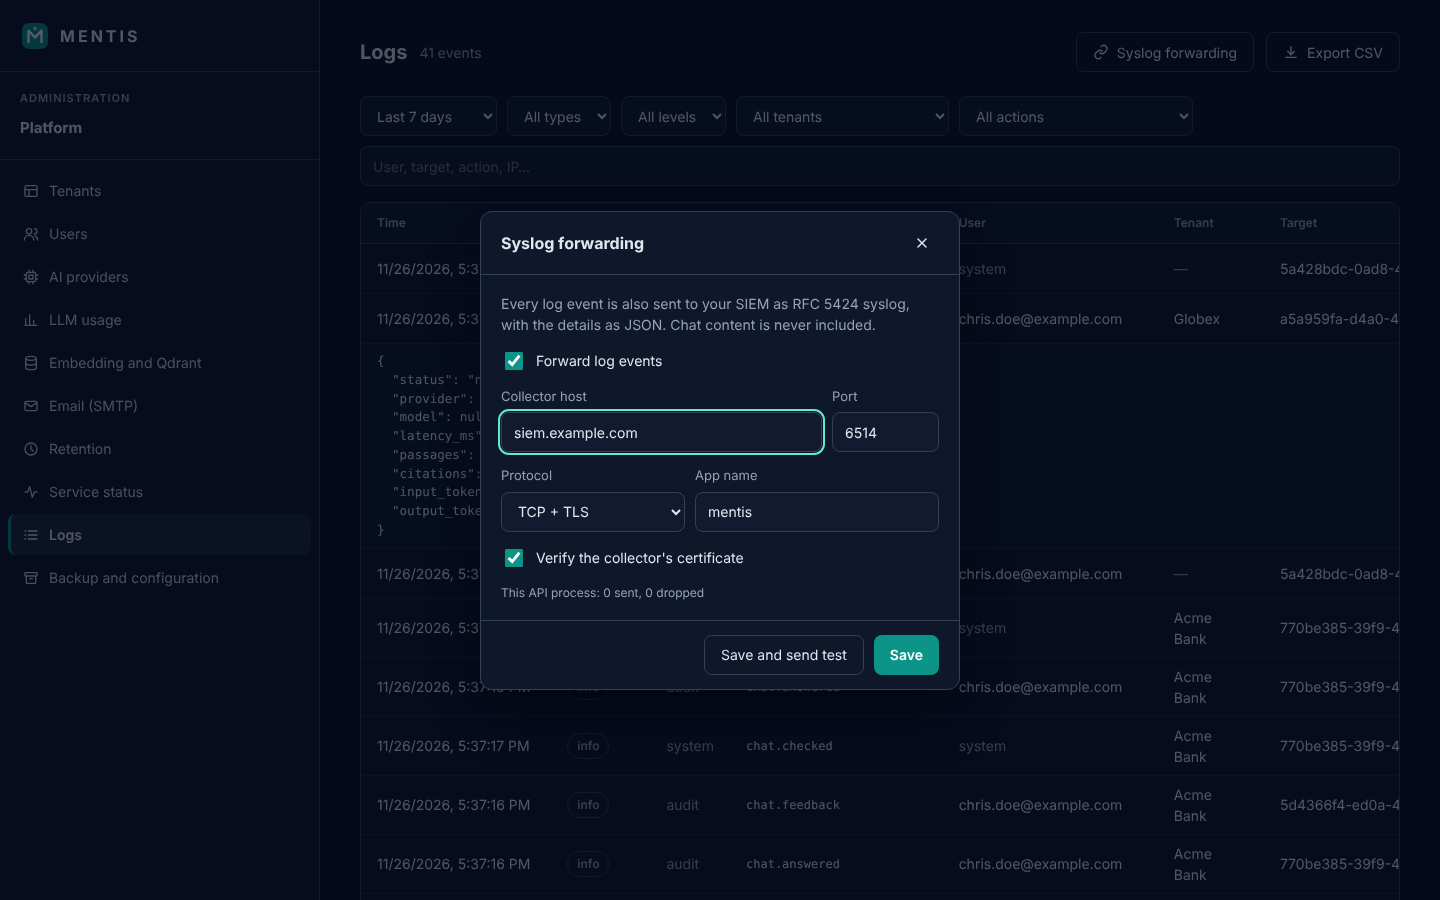 MENTIS
ADMINISTRATION
Platform
Tenants
Users
AI providers
LLM usage
Embedding and Qdrant
Email (SMTP)
Retention
Service status
Logs
Backup and configuration
Logs 41 events
Syslog forwarding
Export CSV
Last 7 days
All types
All levels
All tenants
All actions
User, target, action, IP...
Time User Tenant Target
11/26/2026, 5:3 system — 5a428bdc-0ad8-4
11/26/2026, 5:3 chris.doe@example.com Globex a5a959fa-d4a0-4
{
"status": "n
"provider":
"model": nul
"latency_ms"
"passages":
"citations":
"input_token
"output_toke
}
11/26/2026, 5:3 chris.doe@example.com — 5a428bdc-0ad8-4
11/26/2026, 5:3 system Acme Bank 770be385-39f9-4
11/26/2026, 5:37 chris.doe@example.com Acme Bank 770be385-39f9-4
11/26/2026, 5:37:17 PM info system chat.checked system Acme Bank 770be385-39f9-4
11/26/2026, 5:37:16 PM info audit chat.feedback chris.doe@example.com Acme Bank 5d4366f4-ed0a-4
11/26/2026, 5:37:16 PM info audit chat.answered chris.doe@example.com Acme Bank 770be385-39f9-4
Syslog forwarding
Every log event is also sent to your SIEM as RFC 5424 syslog,
with the details as JSON. Chat content is never included.
Forward log events
Collector host Port
siem.example.com 6514
Protocol App name
TCP + TLS mentis
Verify the collector's certificate
This API process: 0 sent, 0 dropped
Save and send test
Save